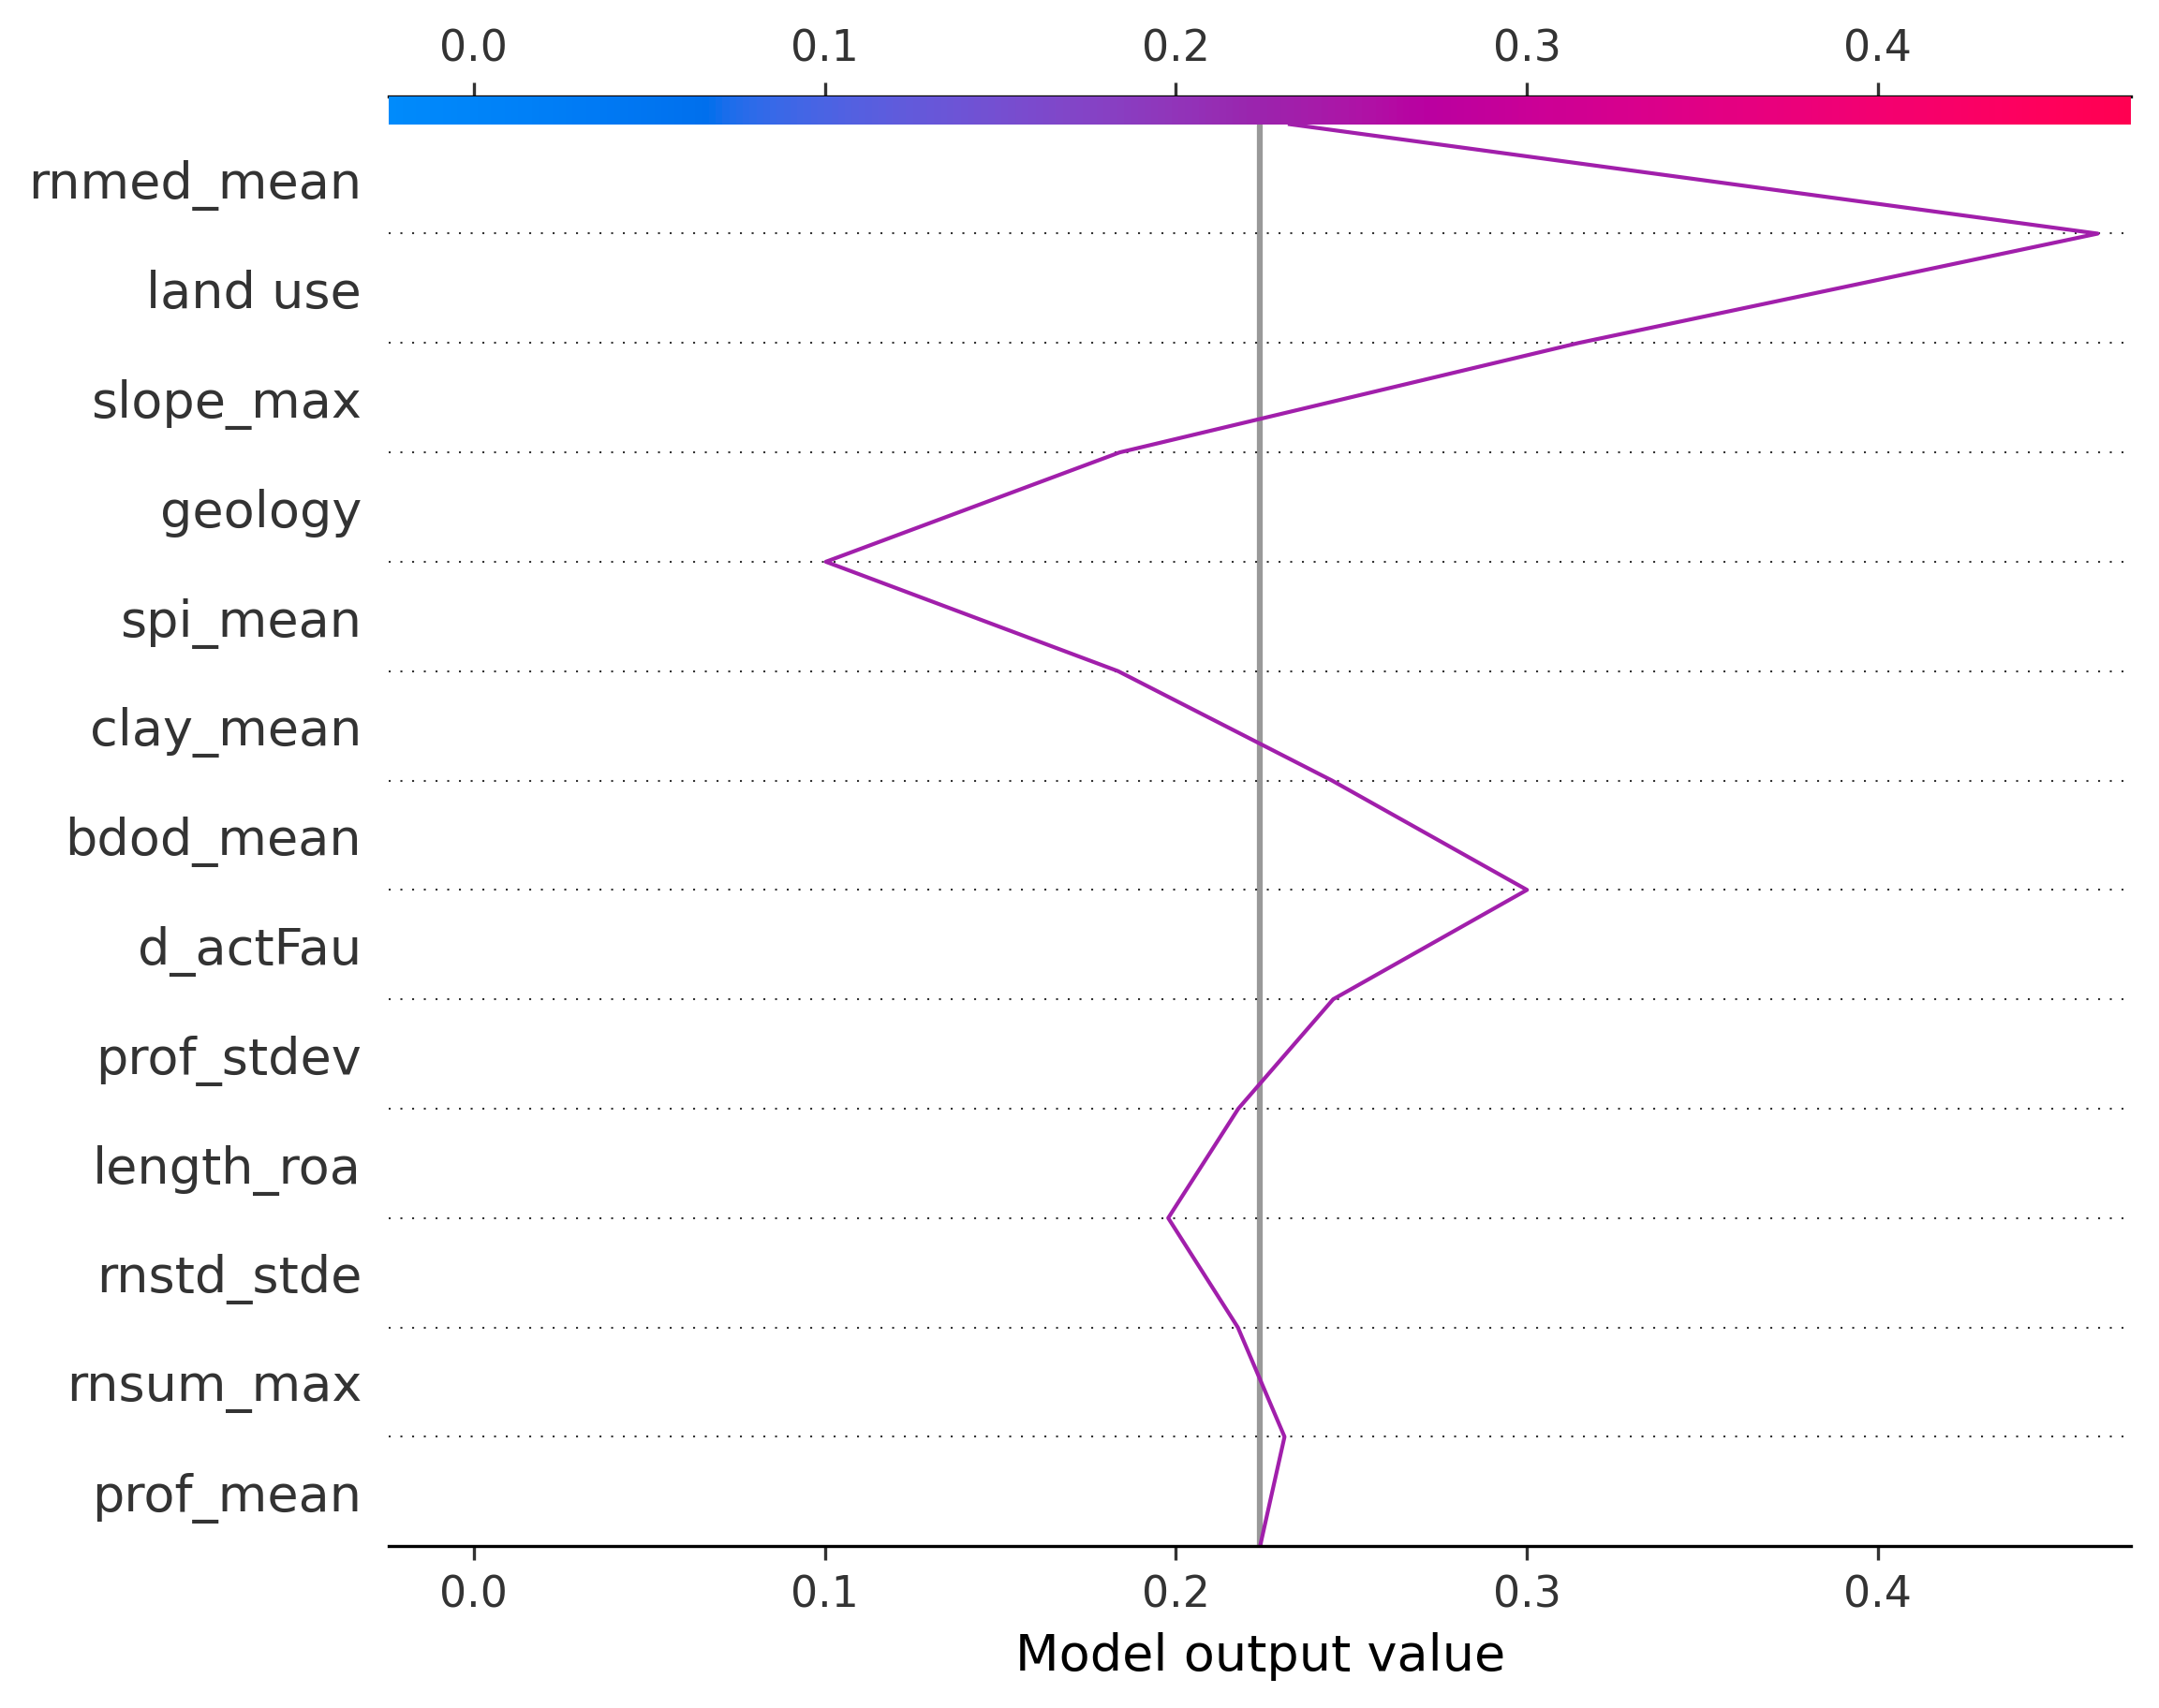 0.0 0.1 0.2 0.3 0.4
rnmed_mean
land use
slope_max
geology
spi_mean
clay_mean
bdod_mean
d_actFau
prof_stdev
length_roa
rnstd_stde
rnsum_max
prof_mean
0.0 0.1 0.2 0.3 0.4
Model output value